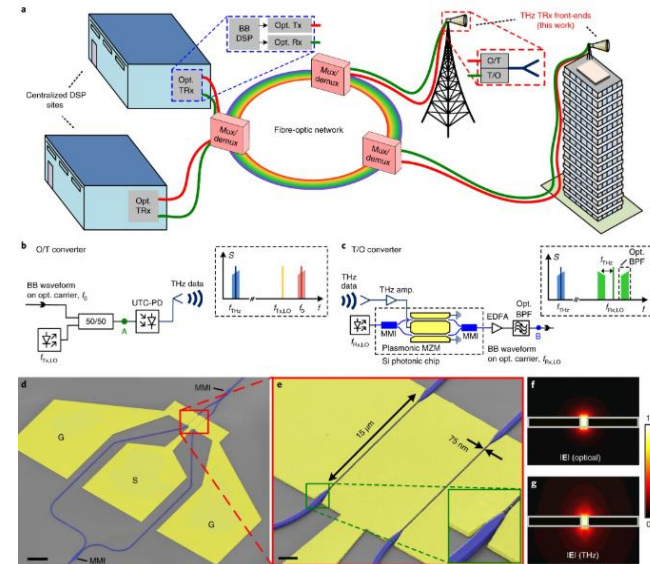 a
BB
DSP
Opt. Tx
Opt. Rx
THz TRx front-ends
(this work)
O/T
T/O
Mux/
demux
Opt.
TRx
Centralized DSP
sites
Mux/
demux
Fibre-optic network
Mux/
demux
Opt.
TRx
b
O/T converter
BB waveform
on opt. carrier, f0
50/50
A
UTC-PD
THz data
fTx,LO
S
fTHz
fTx,LO
f0
f
c
T/O converter
THz
data
THz amp.
fRx,LO
MMI
MMI
Plasmonic MZM
Si photonic chip
EDFA
Opt.
BPF
B
BB waveform
on opt. carrier, fRx,LO
S
fTHz
Opt.
BPF
fTHz
fRx,LO
f
d
MMI
G
S
G
MMI
e
15 µm
75 nm
f
|E| (optical)
g
|E| (THz)
1
0